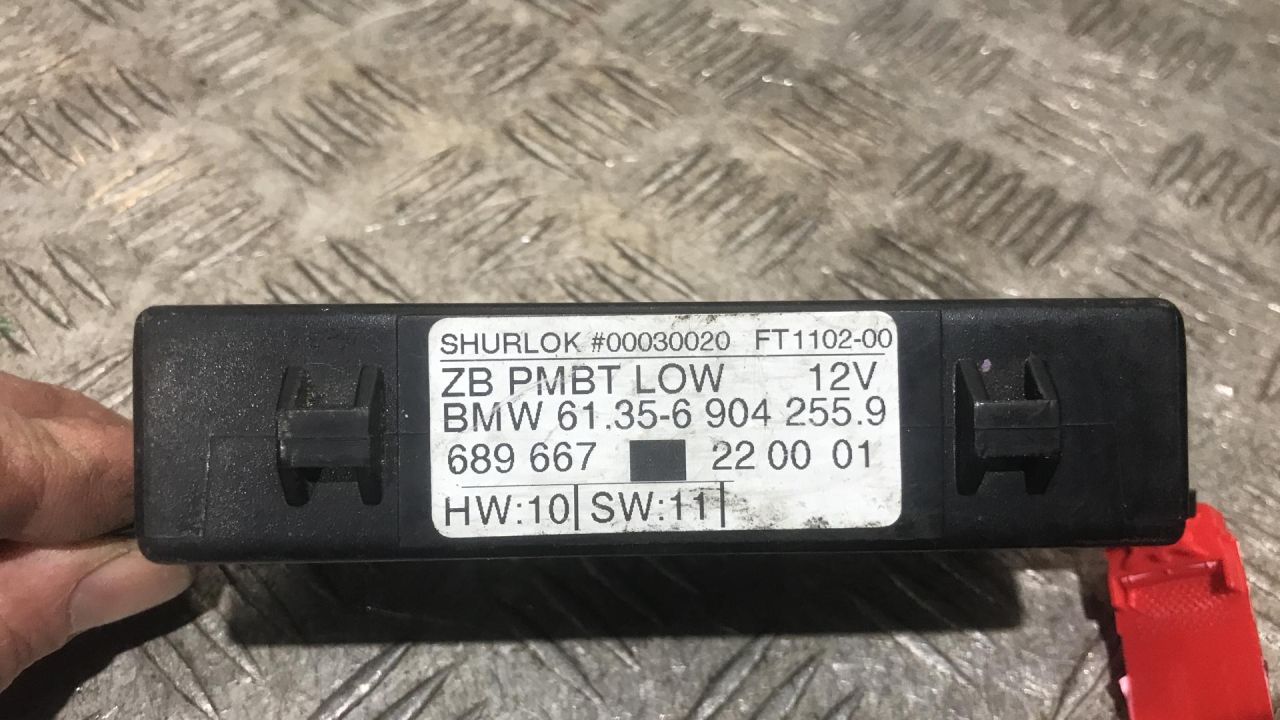 SHURLOK #00030020 FT1102-00
ZB PMBT LOW 12V
BMW 61.35-6 904 255.9
689 667 22 00 01
HW:10 SW:11